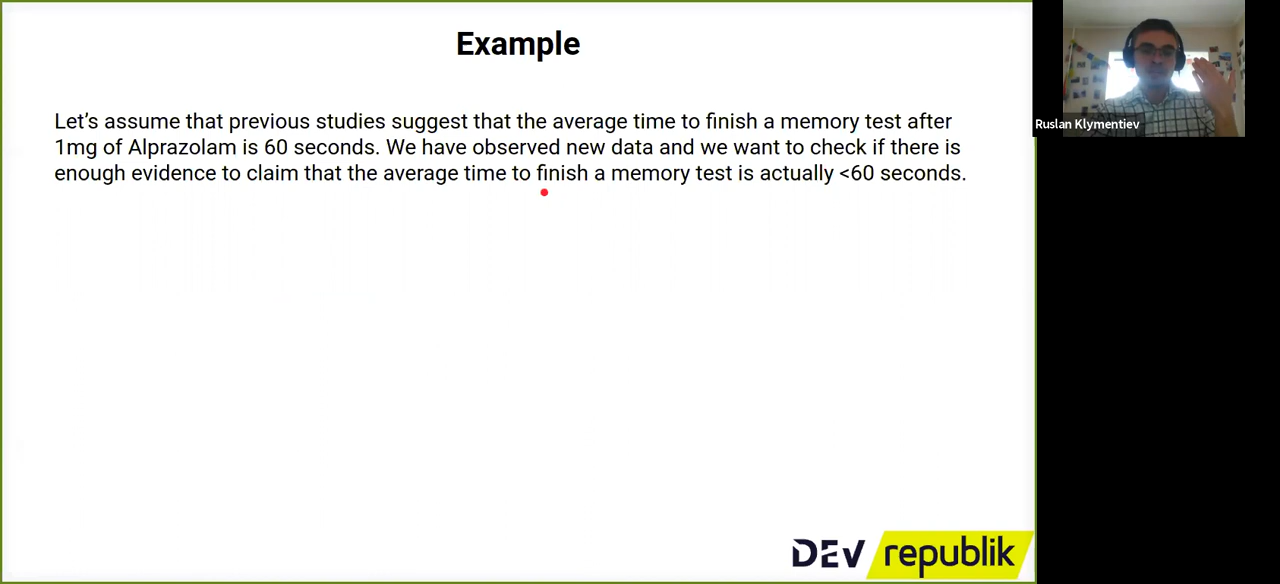 Example
Let's assume that previous studies suggest that the average time to finish a memory test after
1mg of Alprazolam is 60 seconds. We have observed new data and we want to check if there is
enough evidence to claim that the average time to finish a memory test is actually <60 seconds.
Ruslan Klymentiev
DEV republik